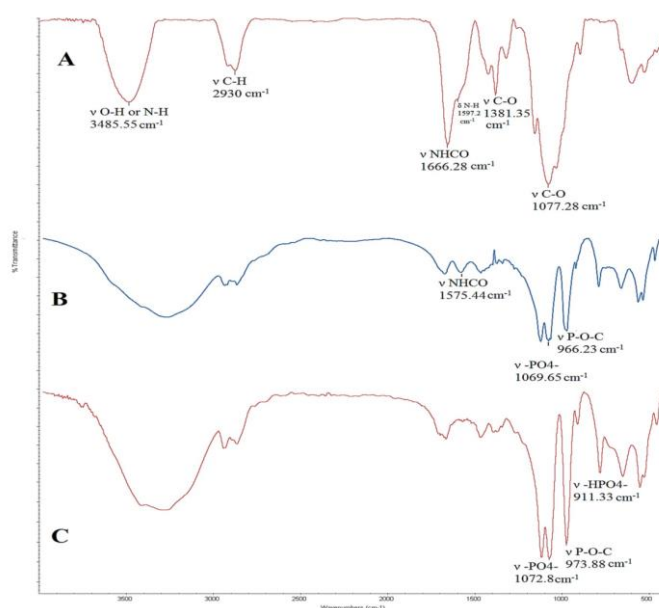 A
ν O-H or N-H
3485.55 cm-1
ν C-H
2930 cm-1
δ N-H
1597.2
cm-1
ν C-O
1381.35
cm-1
ν NHCO
1666.28 cm-1
ν C-O
1077.28 cm-1
%Transmittance
B
ν NHCO
1575.44cm-1
ν P-O-C
966.23 cm-1
ν -PO4-
1069.65 cm-1
C
ν -HPO4-
911.33 cm-1
ν P-O-C
973.88 cm-1
ν -PO4-
1072.8cm-1
3500
3000
2000
1500
1000
500